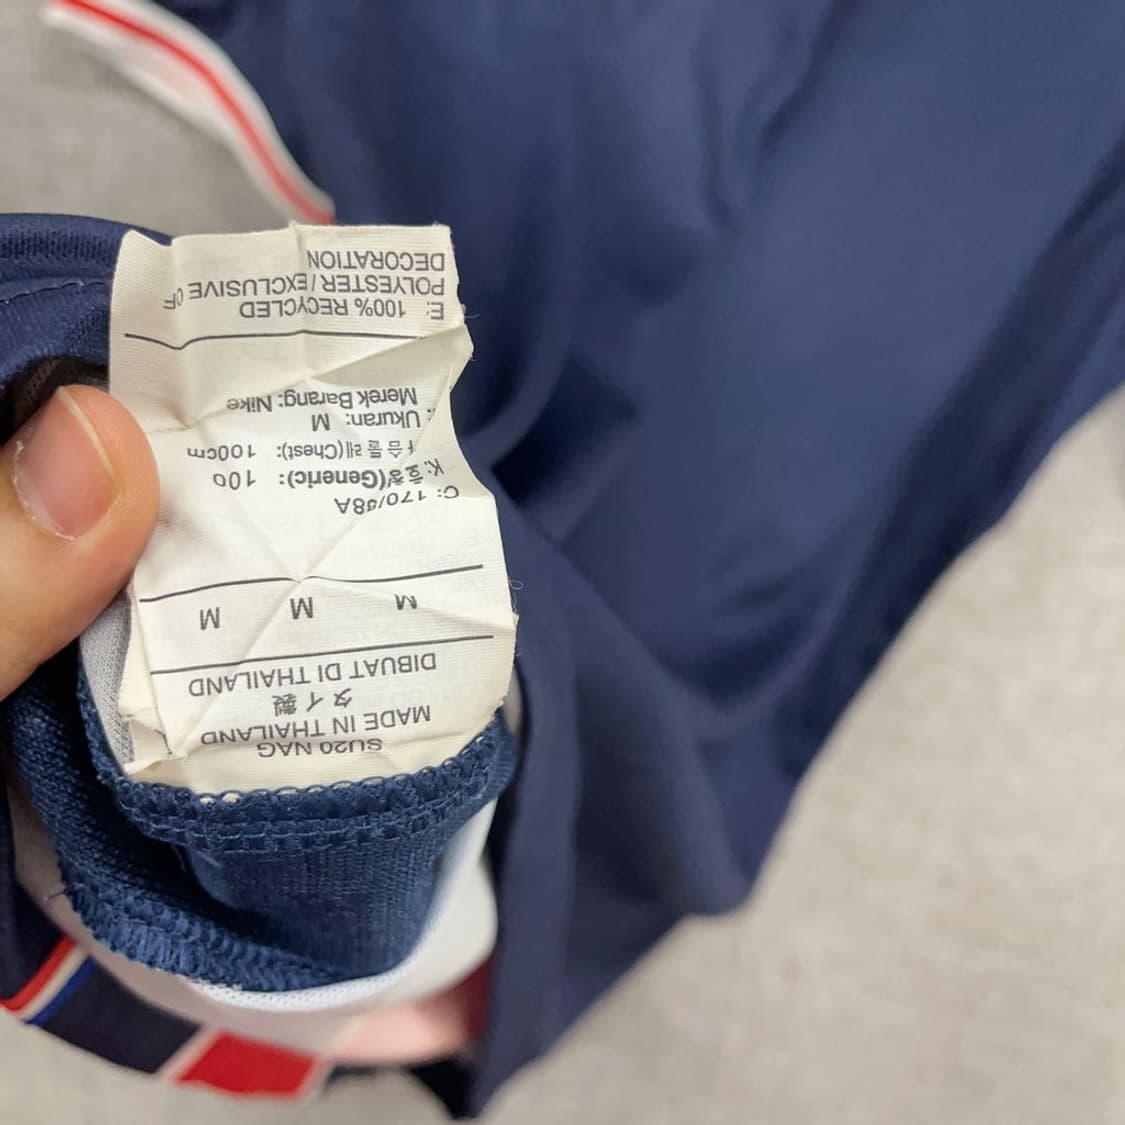 SU20 NAG
MADE IN THAILAND
タイ製
DIBUAT DI THAILAND
M M M
C: 170/88A
K: 호칭(Generic): 100
가슴둘레(Chest): 100cm
Ukuran: M
Merek Barang: Nike
E: 100% RECYCLED
POLYESTER / EXCLUSIVE OF
DECORATION